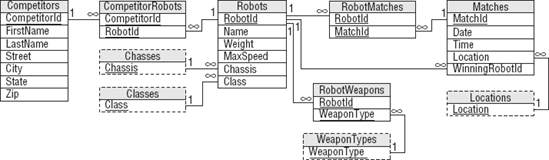 Competitors
CompetitorId
FirstName
LastName
Street
City
State
Zip
1
∞
CompetitorRobots
CompetitorId
RobotId
∞
1
Chasses
Chassis
1
∞
Classes
Class
1
∞
Robots
RobotId
Name
Weight
MaxSpeed
Chassis
Class
1
1
1
1
∞
RobotMatches
RobotId
MatchId
∞
1
Matches
MatchId
Date
Time
Location
WinningRobotId
∞
∞
RobotWeapons
RobotId
WeaponType
∞
∞
WeaponTypes
WeaponType
1
Locations
Location
1